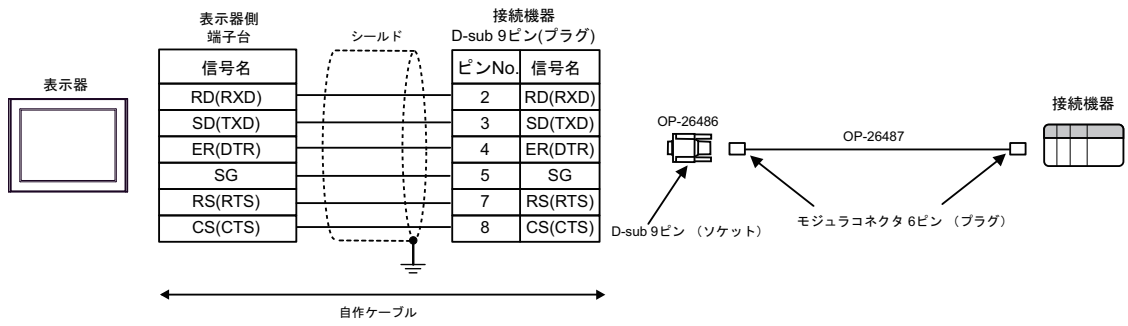 表示器
表示器側
端子台
シールド
接続機器
D-sub 9ピン(プラグ)
信号名
ピンNo.
信号名
RD(RXD)
2
RD(RXD)
SD(TXD)
3
SD(TXD)
ER(DTR)
4
ER(DTR)
SG
5
SG
RS(RTS)
7
RS(RTS)
CS(CTS)
8
CS(CTS)
自作ケーブル
OP-26486
OP-26487
接続機器
D-sub 9ピン （ソケット）
モジュラコネクタ 6ピン （プラグ）